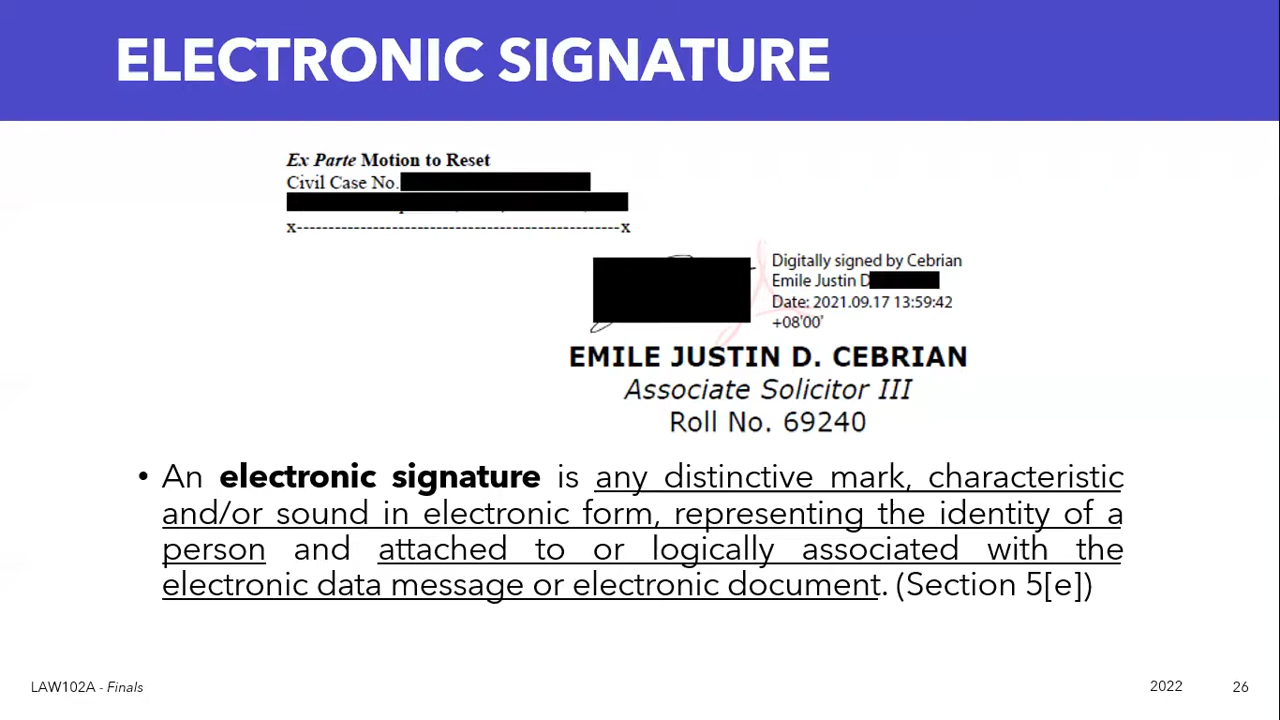 ELECTRONIC SIGNATURE
Ex Parte Motion to Reset
Civil Case No.
x----------------------------------------------------x
Digitally signed by Cebrian
Emile Justin D
Date: 2021.09.17 13:59:42
+08'00'
EMILE JUSTIN D. CEBRIAN
Associate Solicitor III
Roll No. 69240
• An electronic signature is any distinctive mark, characteristic
and/or sound in electronic form, representing the identity of a
person and attached to or logically associated with the
electronic data message or electronic document. (Section 5[e])
LAW102A - Finals
2022
26